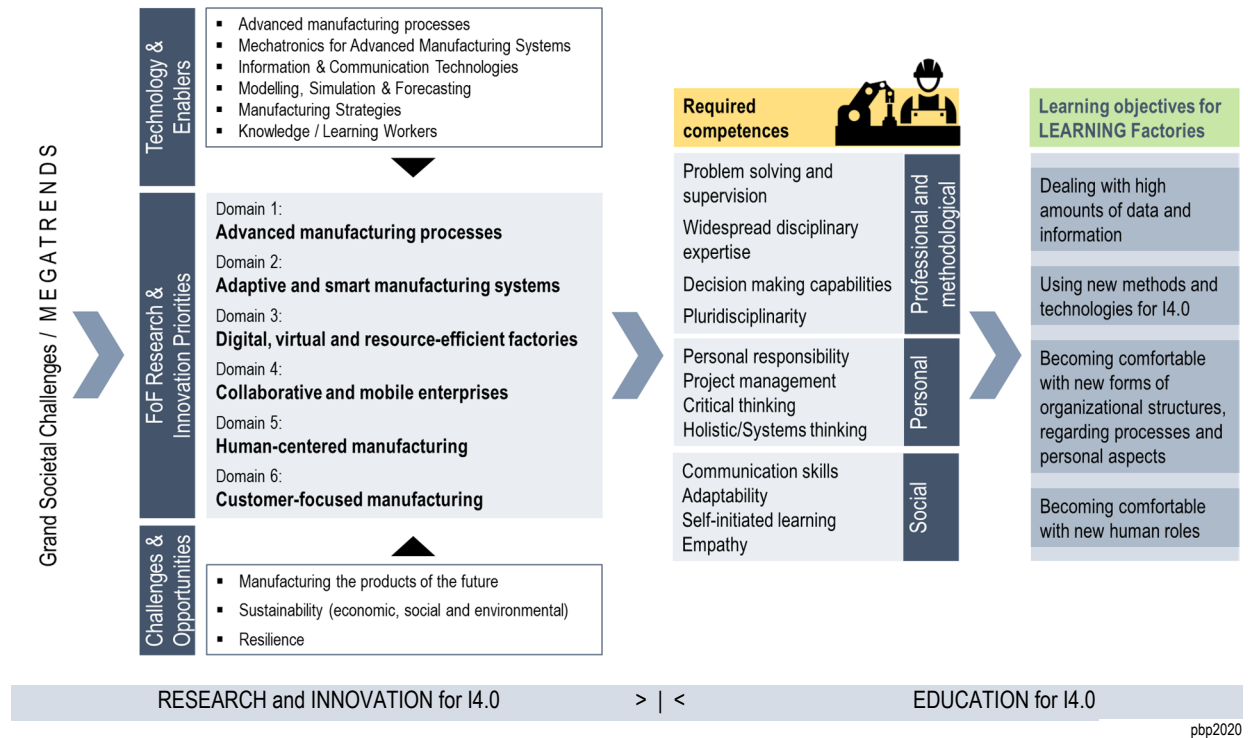 Grand Societal Challenges / MEGATRENDS
Technology &
Enablers
▪ Advanced manufacturing processes
▪ Mechatronics for Advanced Manufacturing Systems
▪ Information & Communication Technologies
▪ Modelling, Simulation & Forecasting
▪ Manufacturing Strategies
▪ Knowledge / Learning Workers
FoF Research &
Innovation Priorities
Domain 1:
Advanced manufacturing processes
Domain 2:
Adaptive and smart manufacturing systems
Domain 3:
Digital, virtual and resource-efficient factories
Domain 4:
Collaborative and mobile enterprises
Domain 5:
Human-centered manufacturing
Domain 6:
Customer-focused manufacturing
Challenges &
Opportunities
▪ Manufacturing the products of the future
▪ Sustainability (economic, social and environmental)
▪ Resilience
Required
competences
Problem solving and
supervision
Widespread disciplinary
expertise
Decision making capabilities
Pluridisciplinarity
Professional and
methodological
Personal responsibility
Project management
Critical thinking
Holistic/Systems thinking
Personal
Communication skills
Adaptability
Self-initiated learning
Empathy
Social
Learning objectives for
LEARNING Factories
Dealing with high
amounts of data and
information
Using new methods and
technologies for I4.0
Becoming comfortable
with new forms of
organizational structures,
regarding processes and
personal aspects
Becoming comfortable
with new human roles
RESEARCH and INNOVATION for I4.0 > | < EDUCATION for I4.0
pbp2020